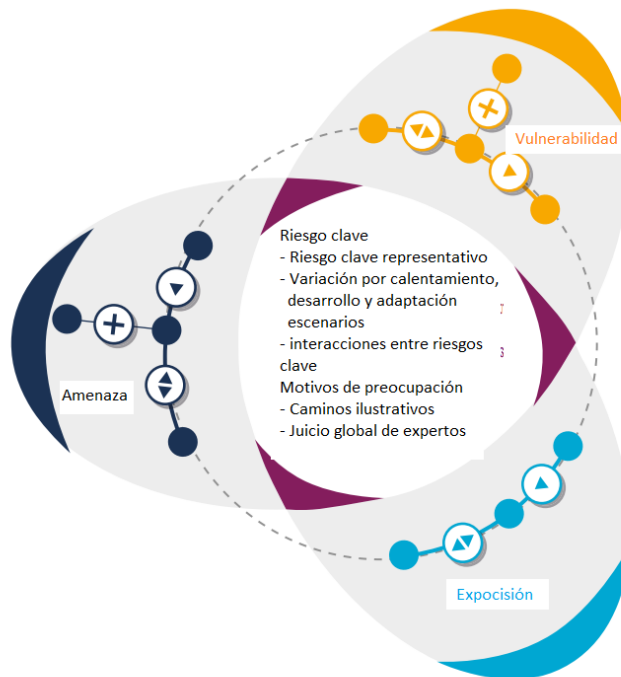 Vulnerabilidad
Riesgo clave
- Riesgo clave representativo
- Variación por calentamiento,
desarrollo y adaptación
escenarios
- interacciones entre riesgos
clave
Motivos de preocupación
- Caminos ilustrativos
- Juicio global de expertos
Amenaza
Expocisión